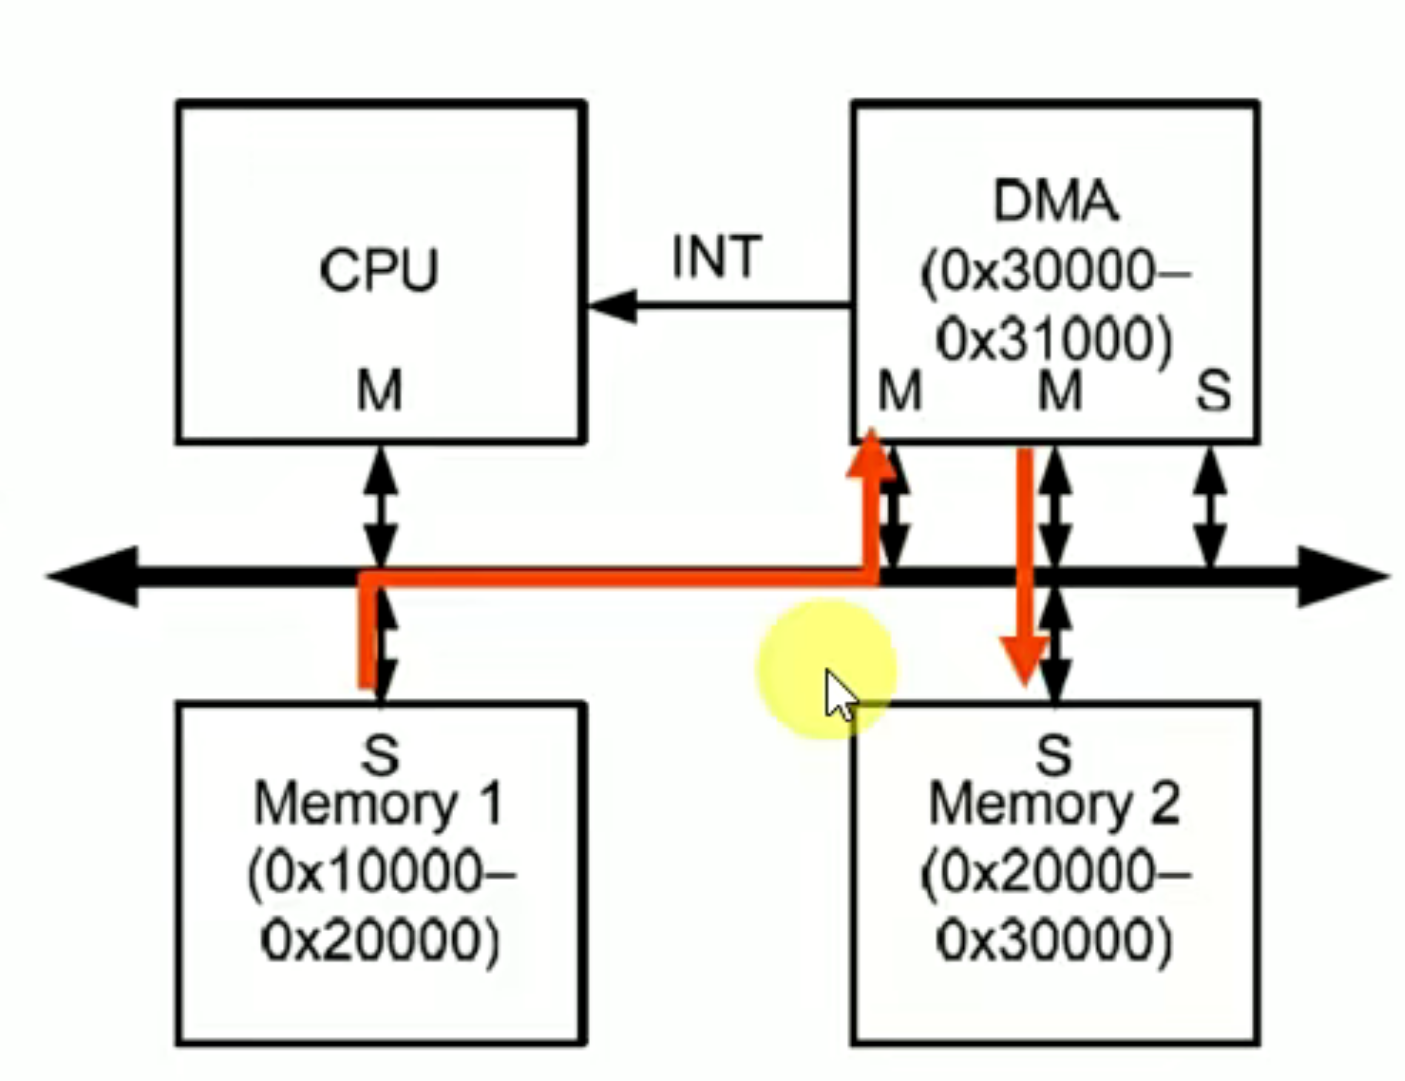 CPU
M
INT
DMA
(0x30000–
0x31000)
M M S
S
Memory 1
(0x10000–
0x20000)
S
Memory 2
(0x20000–
0x30000)